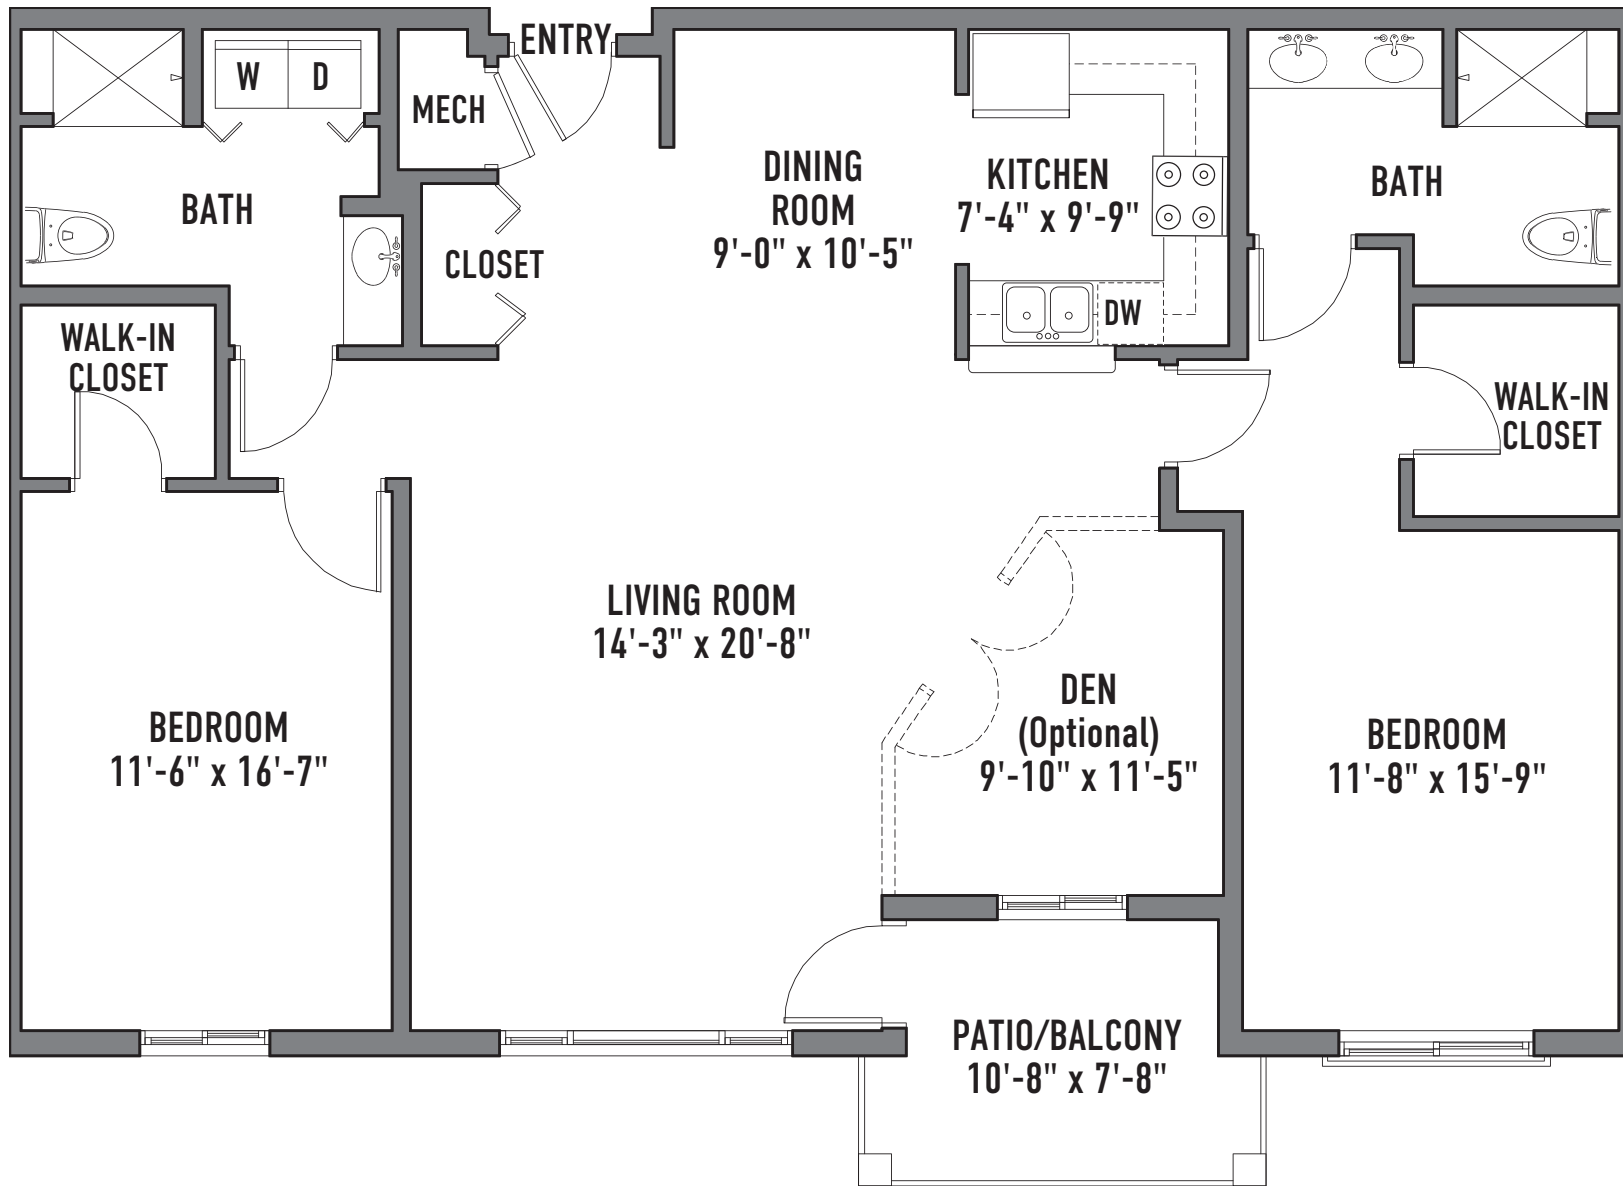 ENTRY
W
D
MECH
DINING
ROOM
9'-0" x 10'-5"
KITCHEN
7'-4" x 9'-9"
BATH
BATH
CLOSET
DW
WALK-IN
CLOSET
WALK-IN
CLOSET
LIVING ROOM
14'-3" x 20'-8"
DEN
(Optional)
9'-10" x 11'-5"
BEDROOM
11'-6" x 16'-7"
BEDROOM
11'-8" x 15'-9"
PATIO/BALCONY
10'-8" x 7'-8"